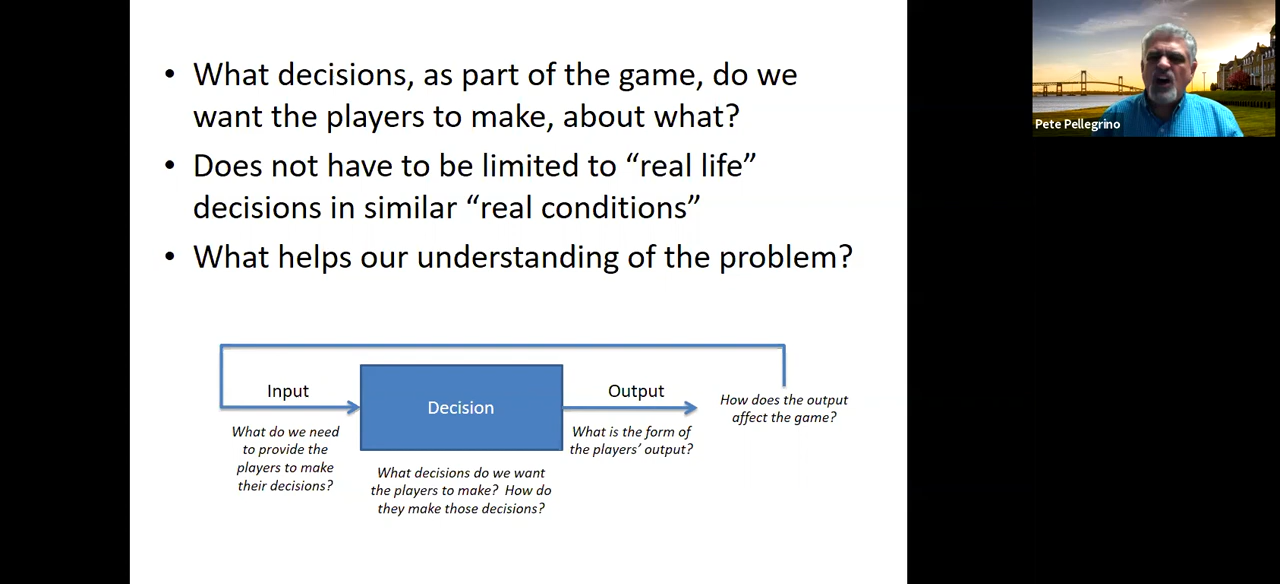 • What decisions, as part of the game, do we
want the players to make, about what?
• Does not have to be limited to “real life”
decisions in similar “real conditions”
• What helps our understanding of the problem?
Input
What do we need
to provide the
players to make
their decisions?
Decision
What decisions do we want
the players to make? How do
they make those decisions?
Output
What is the form of
the players’ output?
How does the output
affect the game?
Pete Pellegrino